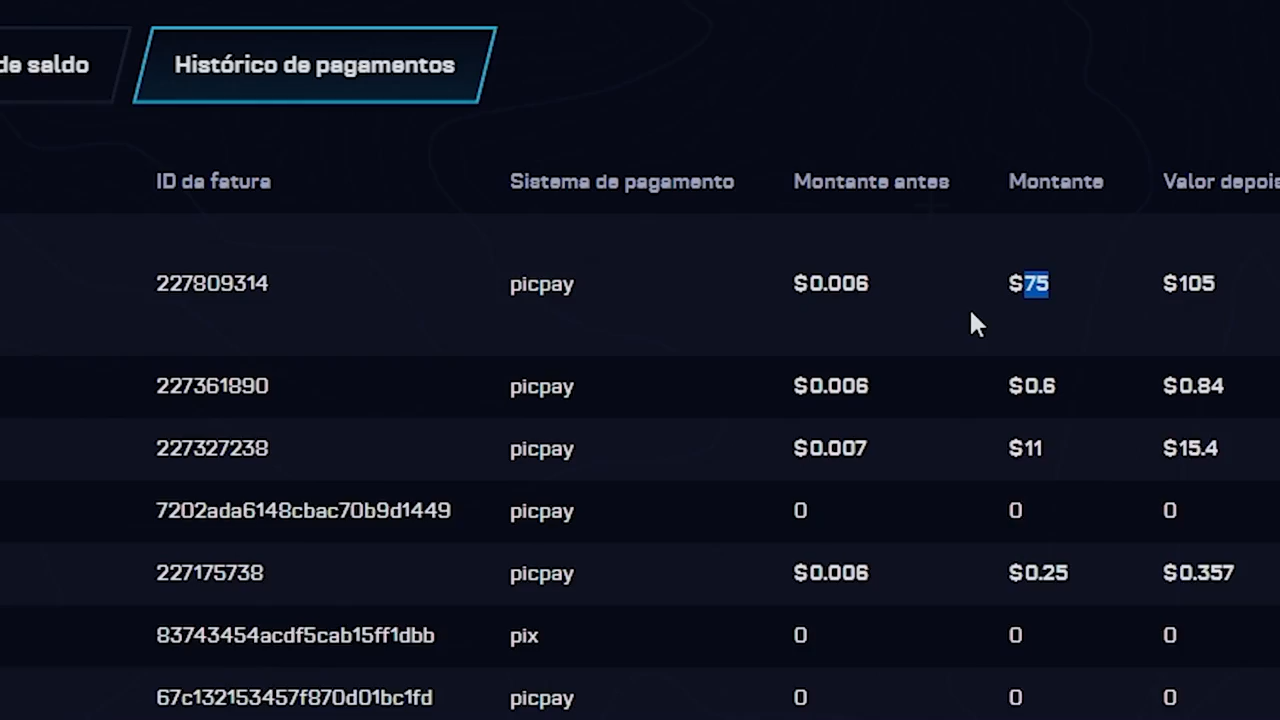 de saldo Histórico de pagamentos
ID da fatura Sistema de pagamento Montante antes Montante Valor depois
227809314 picpay $0.006 $75 $105
227361890 picpay $0.006 $0.6 $0.84
227327238 picpay $0.007 $11 $15.4
7202ada6148cbac70b9d1449 picpay 0 0 0
227175738 picpay $0.006 $0.25 $0.357
83743454acdf5cab15ff1dbb pix 0 0 0
67c132153457f870d01bc1fd picpay 0 0 0